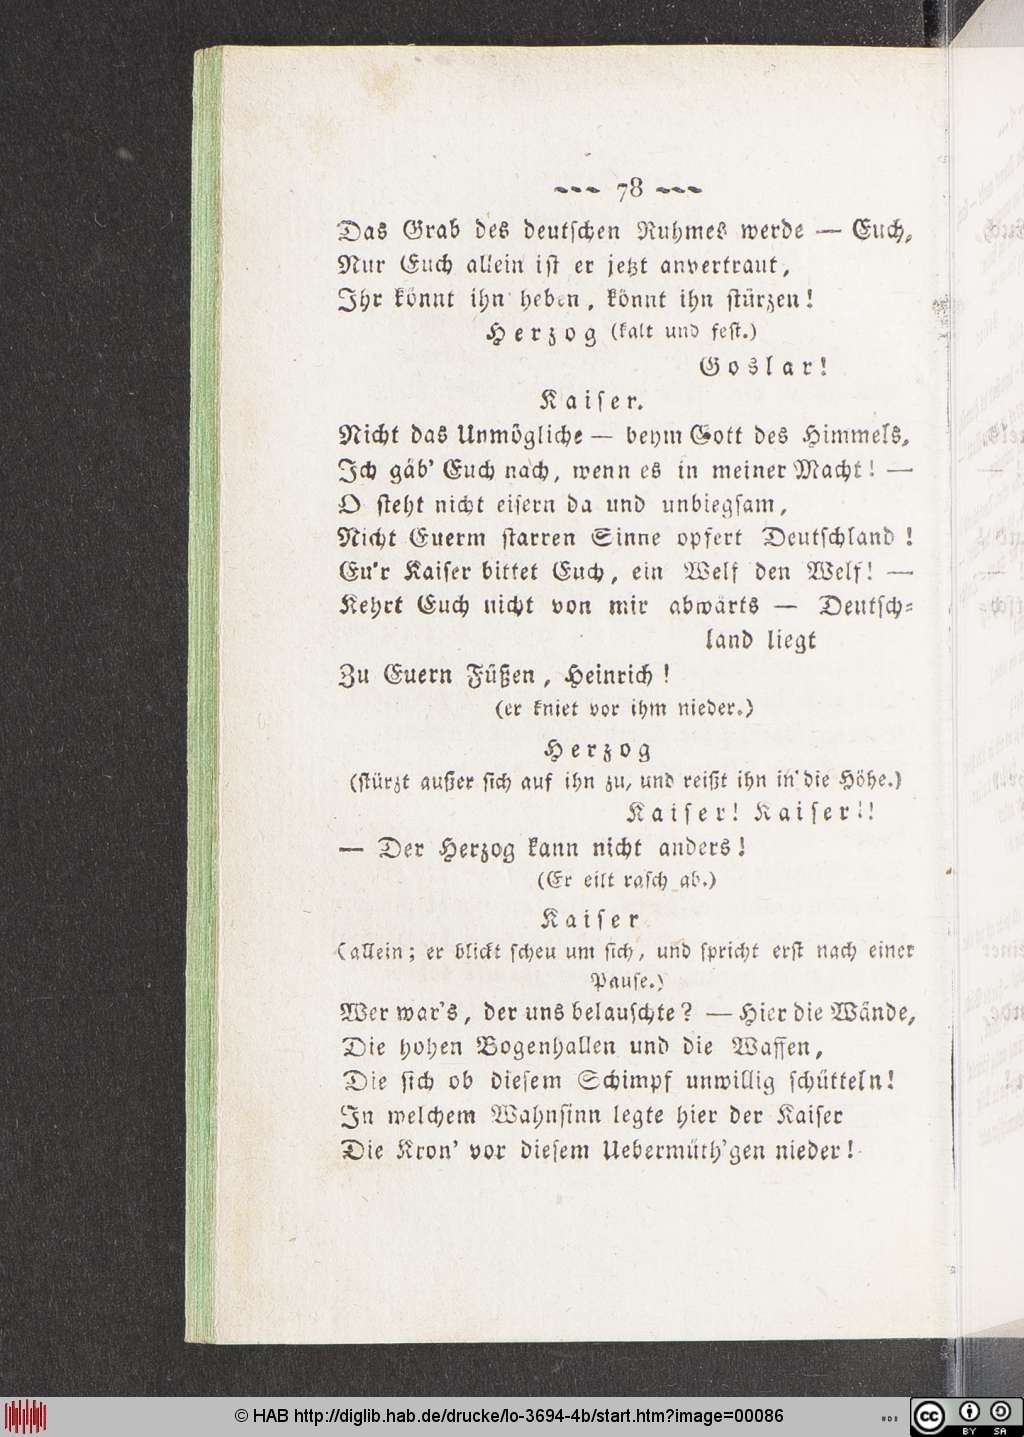 ~~~ 78 ~~~
Das Grab des deutschen Ruhmes werde — Euch,
Nur Euch allein ist er jetzt anvertraut,
Ihr könnt ihn heben, könnt ihn stürzen!
Herzog (kalt und fest.)
Goslar!
Kaiser.
Nicht das Unmögliche — beym Gott des Himmels,
Ich gäb' Euch nach, wenn es in meiner Macht! —
O steht nicht eisern da und unbiegsam,
Nicht Euerm starren Sinne opfert Deutschland!
Eu'r Kaiser bittet Euch, ein Welf den Welf! —
Kehrt Euch nicht von mir abwärts — Deutsch-
land liegt
Zu Euern Füßen, Heinrich!
(er kniet vor ihm nieder.)
Herzog
(stürzt außer sich auf ihn zu, und reißt ihn in die Höhe.)
Kaiser! Kaiser!!
— Der Herzog kann nicht anders!
(Er eilt rasch ab.)
Kaiser
(allein; er blickt scheu um sich, und spricht erst nach einer
Pause.)
Wer war's, der uns belauschte? — Hier die Wände,
Die hohen Bogenhallen und die Waffen,
Die sich ob diesem Schimpf unwillig schütteln!
In welchem Wahnsinn legte hier der Kaiser
Die Kron' vor diesem Uebermüth'gen nieder!
© HAB http://diglib.hab.de/drucke/lo-3694-4b/start.htm?image=00086
cc BY SA